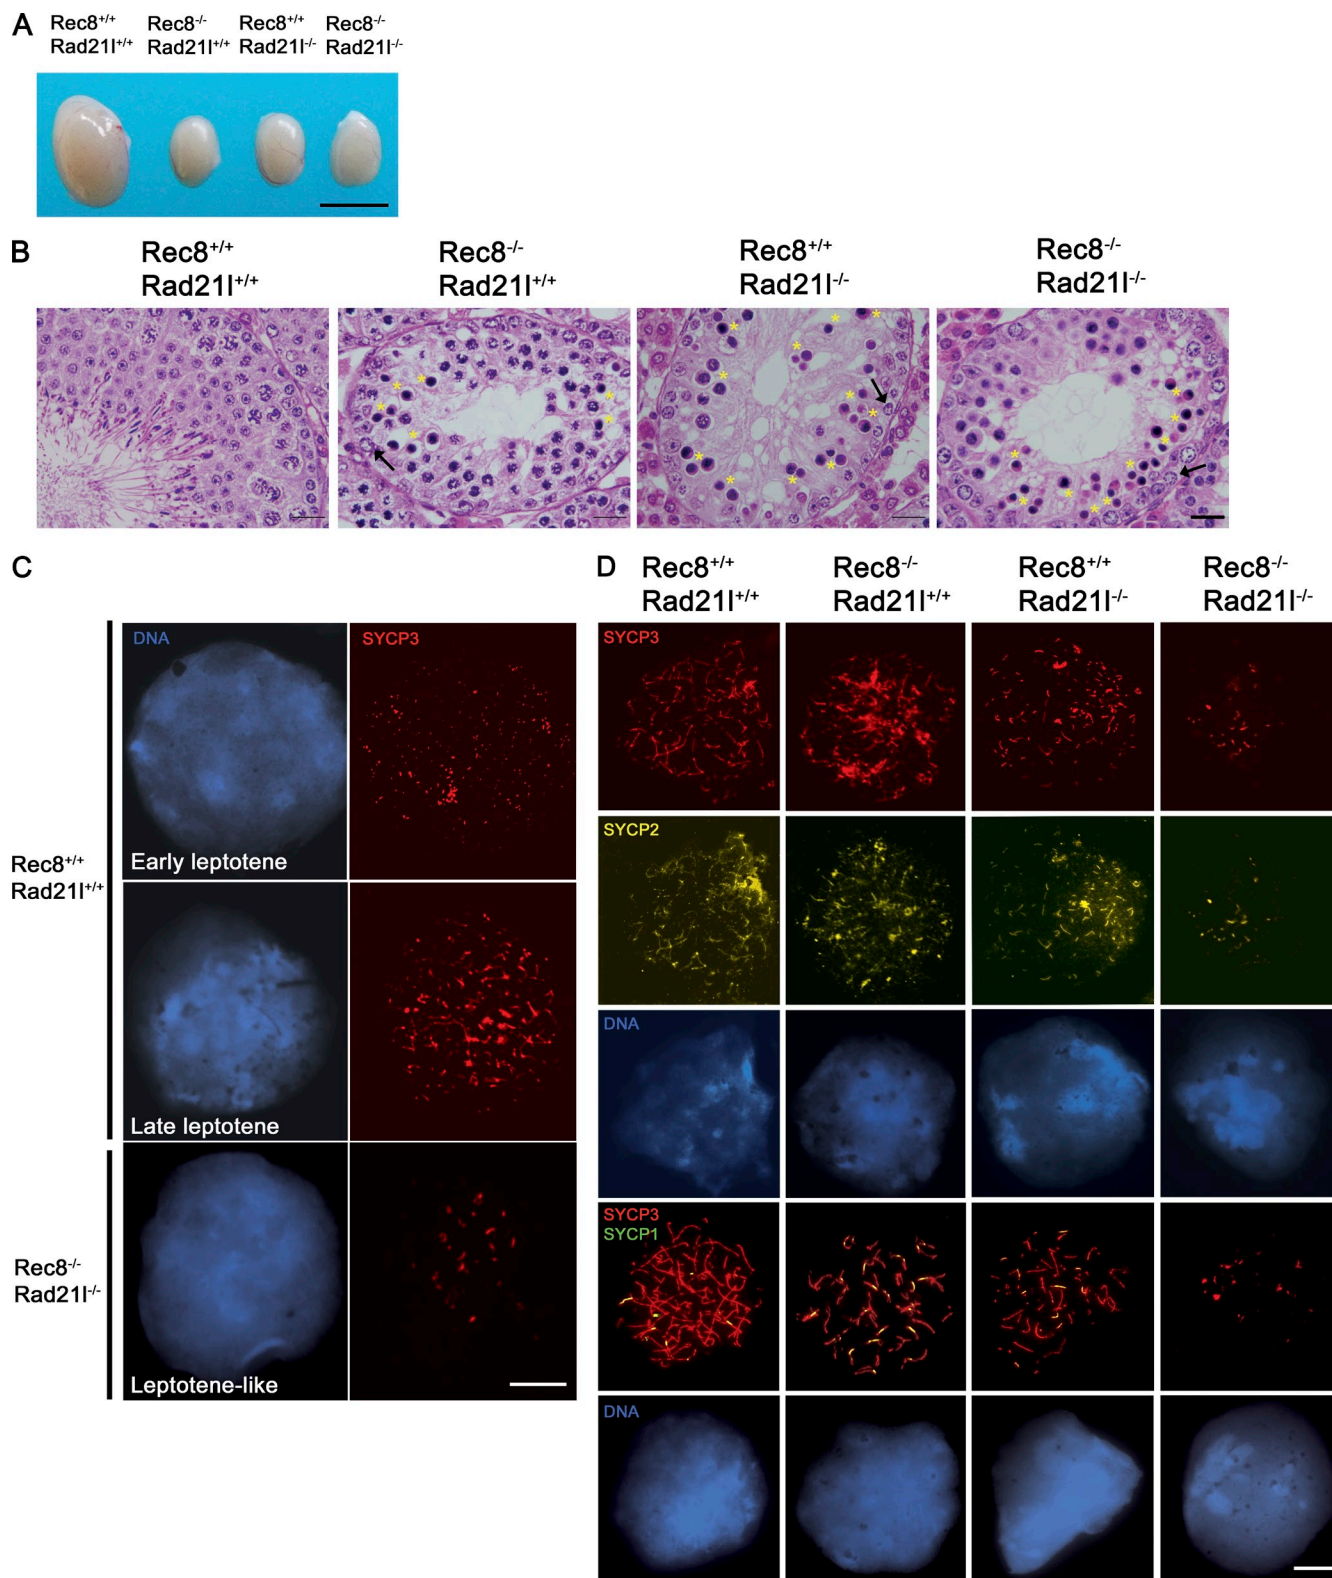 A
Rec8+/+ Rec8-/- Rec8+/+ Rec8-/-
Rad21l+/+ Rad21l+/+ Rad21l-/- Rad21l-/-
B
Rec8+/+ Rec8-/- Rec8+/+ Rec8-/-
Rad21l+/+ Rad21l+/+ Rad21l-/- Rad21l-/-
C
DNA SYCP3
Early leptotene
Rec8+/+
Rad21l+/+
Late leptotene
Rec8-/-
Rad21l-/-
Leptotene-like
D
Rec8+/+ Rec8-/- Rec8+/+ Rec8-/-
Rad21l+/+ Rad21l+/+ Rad21l-/- Rad21l-/-
SYCP3
SYCP2
DNA
SYCP3
SYCP1
DNA